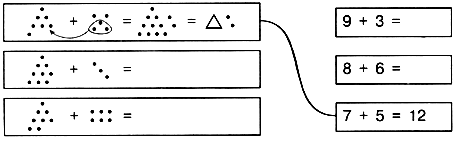 + = =
9 + 3 =
+ =
8 + 6 =
+ =
7 + 5 = 12